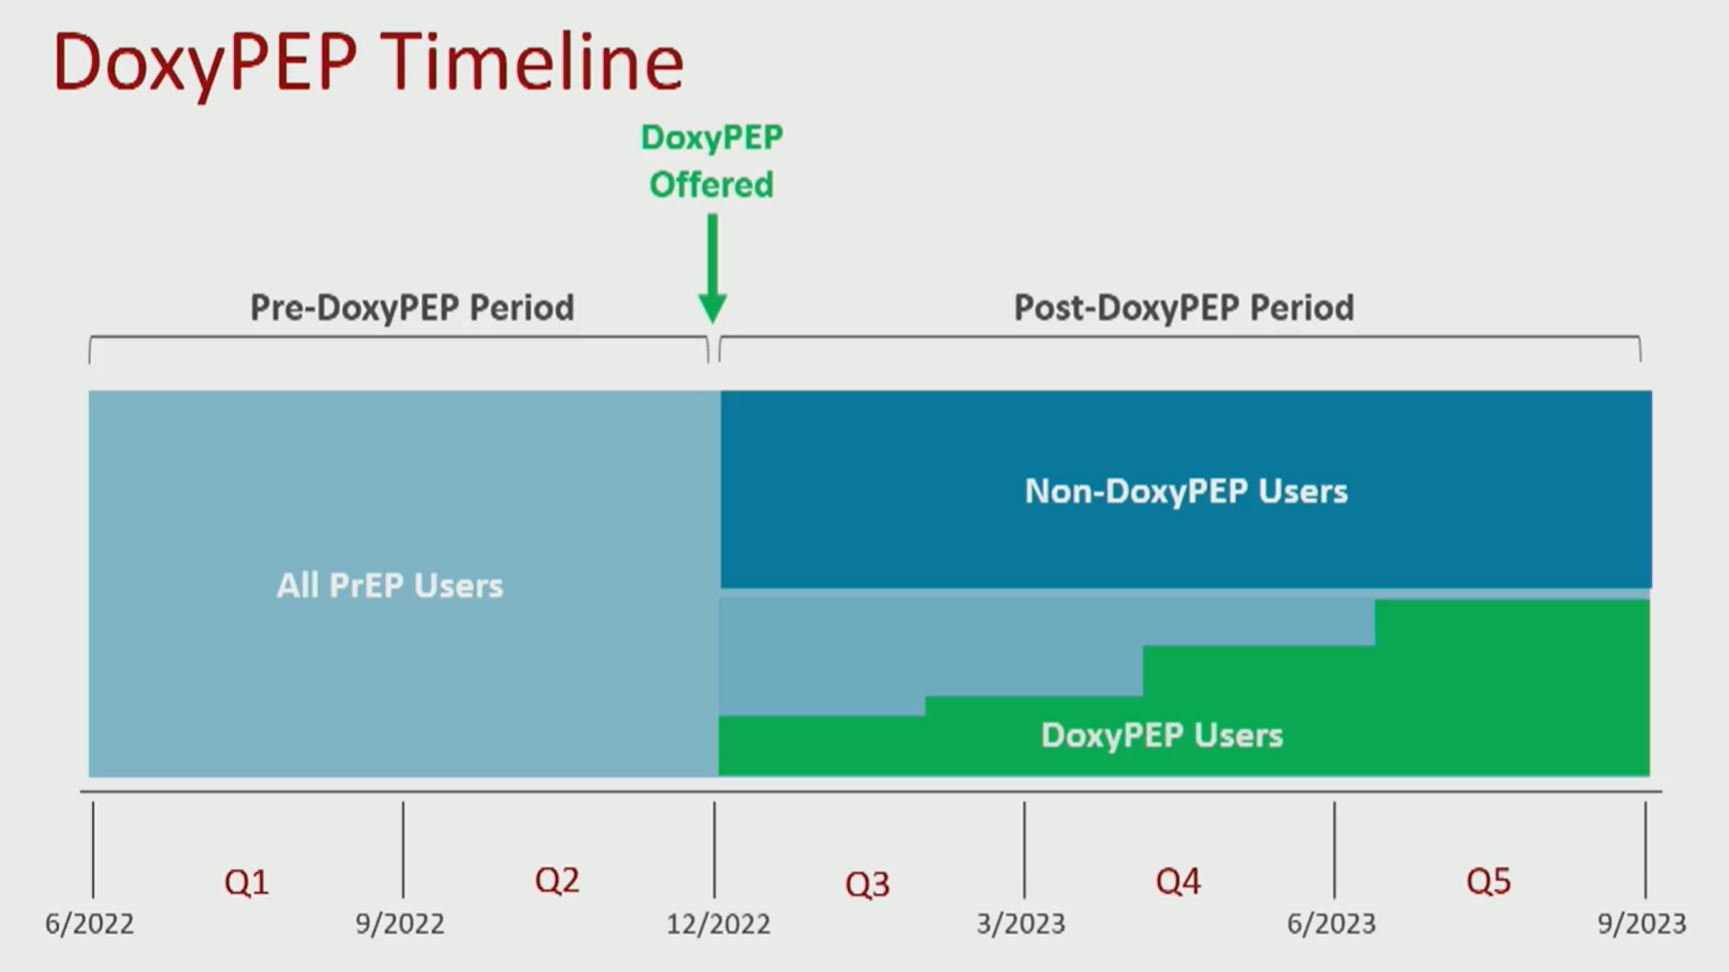 DoxyPEP Timeline
DoxyPEP
Offered
Pre-DoxyPEP Period
Post-DoxyPEP Period
Non-DoxyPEP Users
All PrEP Users
DoxyPEP Users
Q1
Q2
Q3
Q4
Q5
6/2022
9/2022
12/2022
3/2023
6/2023
9/2023